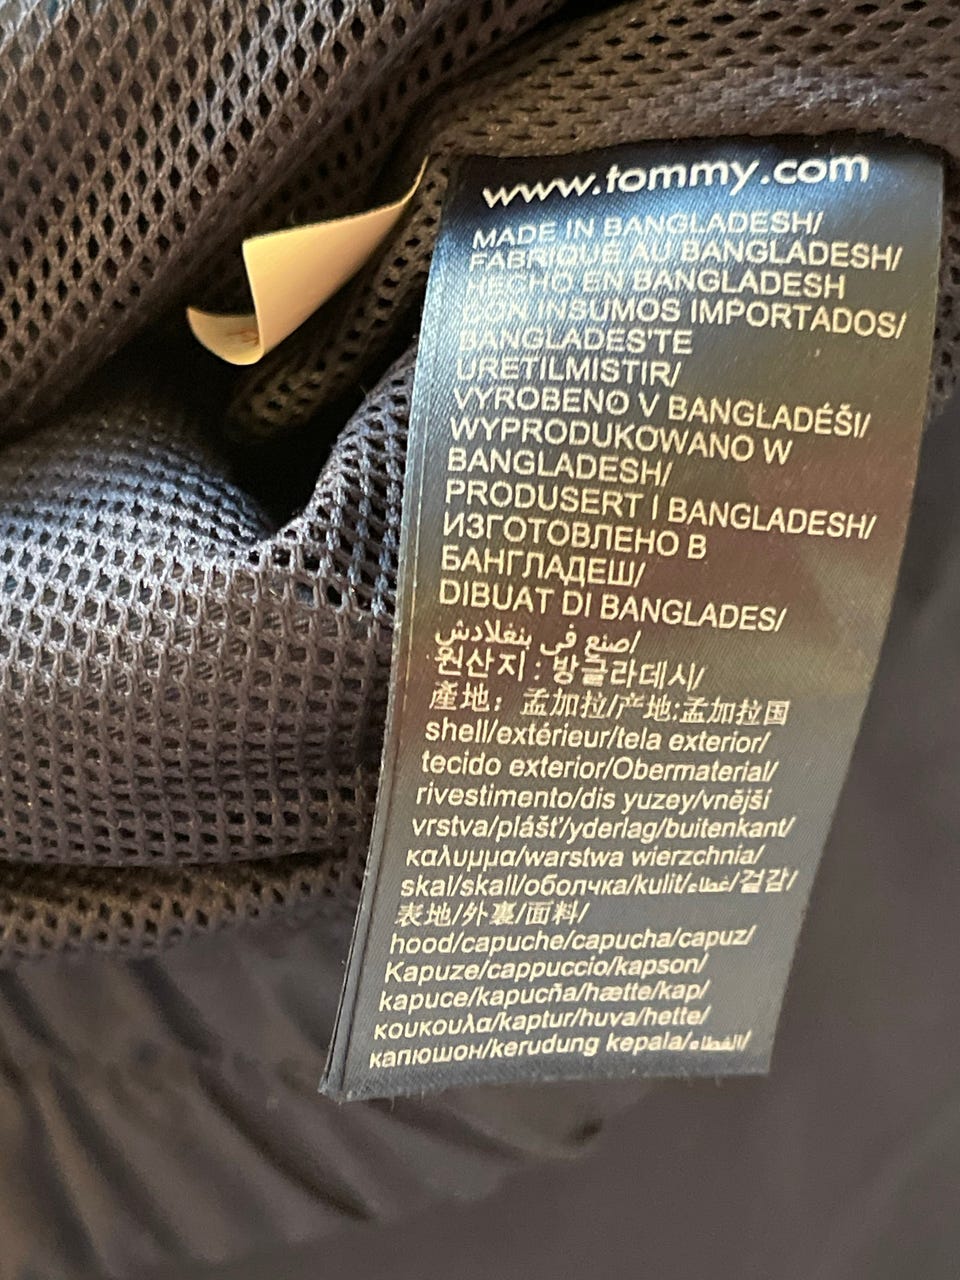 www.tommy.com
MADE IN BANGLADESH/
FABRIQUE AU BANGLADESH/
HECHO EN BANGLADESH
CON INSUMOS IMPORTADOS/
BANGLADES'TE
URETILMISTIR/
VYROBENO V BANGLADÉŠI/
WYPRODUKOWANO W
BANGLADESH/
PRODUSERT I BANGLADESH/
ИЗГОТОВЛЕНО В
БАНГЛАДЕШ/
DIBUAT DI BANGLADES/
صنع في بنغلادش/
원산지 : 방글라데시/
產地： 孟加拉/产地:孟加拉国
shell/extérieur/tela exterior/
tecido exterior/Obermaterial/
rivestimento/dis yuzey/vnější
vrstva/plášť/yderlag/buitenkant/
καλυμμα/warstwa wierzchnia/
skal/skall/оболчка/kulit/غطاء/겉감/
表地/外裏/面料/
hood/capuche/capucha/capuz/
Kapuze/cappuccio/kapson/
kapuce/kapucňa/hætte/kap/
κουκουλα/kaptur/huva/hette/
капюшон/kerudung kepala/الغطاء/